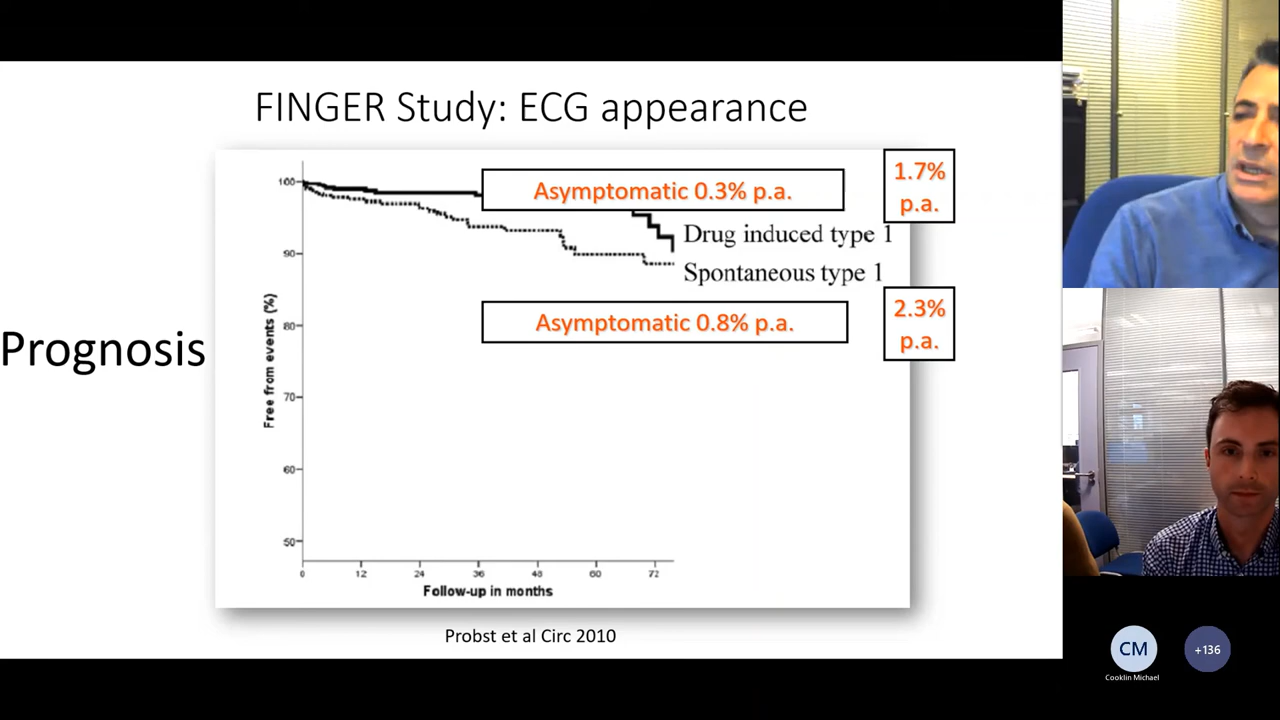 FINGER Study: ECG appearance
Prognosis
Free from events (%)
100
90
80
70
60
50
0 12 24 36 48 60 72
Follow-up in months
Asymptomatic 0.3% p.a.
1.7%
p.a.
Drug induced type 1
Spontaneous type 1
Asymptomatic 0.8% p.a.
2.3%
p.a.
Probst et al Circ 2010
CM
+136
Cooklin Michael